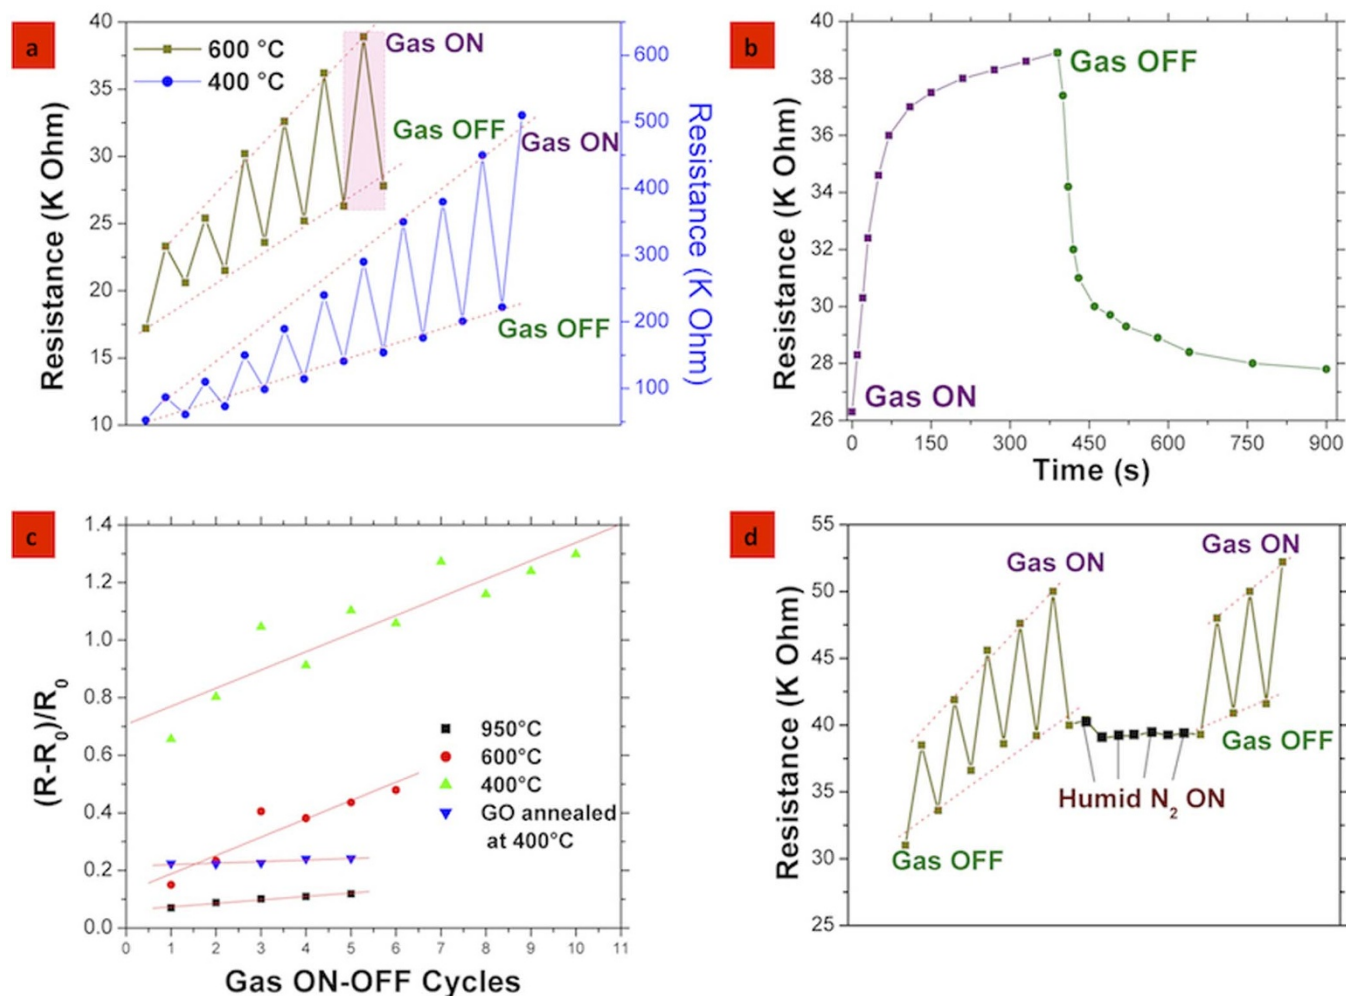 a
40
35
30
25
20
15
10
Resistance (K Ohm)
600 °C
400 °C
Gas ON
Gas OFF
Gas ON
Gas OFF
600
500
400
300
200
100
Resistance (K Ohm)
b
40
38
36
34
32
30
28
26
Resistance (K Ohm)
Gas OFF
Gas ON
0 150 300 450 600 750 900
Time (s)
c
1.4
1.2
1.0
0.8
0.6
0.4
0.2
0.0
(R-R0)/R0
950°C
600°C
400°C
GO annealed
at 400°C
0 1 2 3 4 5 6 7 8 9 10 11
Gas ON-OFF Cycles
d
55
50
45
40
35
30
25
Resistance (K Ohm)
Gas ON
Gas ON
Gas OFF
Humid N2 ON
Gas OFF